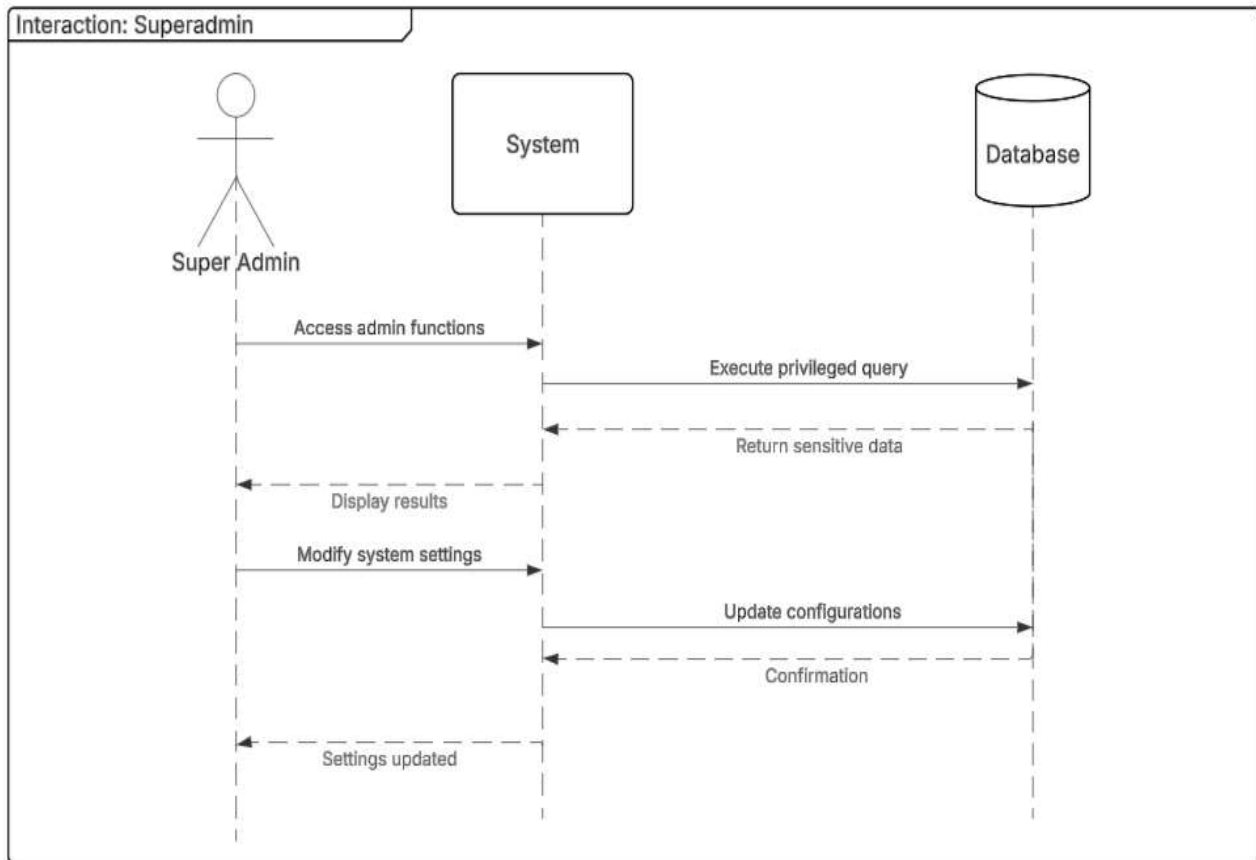 Interaction: Superadmin
System
Database
Super Admin
Access admin functions
Execute privileged query
Return sensitive data
Display results
Modify system settings
Update configurations
Confirmation
Settings updated